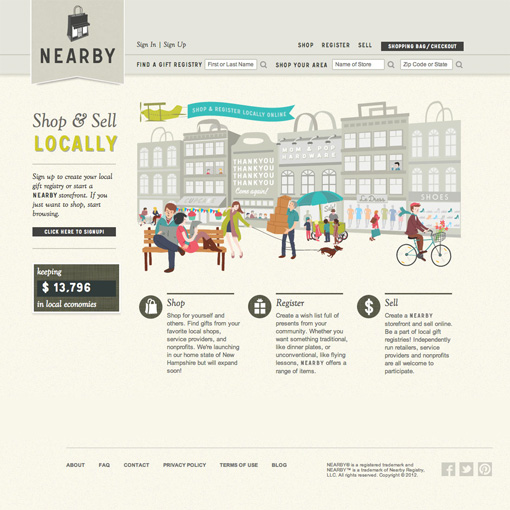 NEARBY
Sign In | Sign Up
SHOP REGISTER SELL SHOPPING BAG / CHECKOUT
FIND A GIFT REGISTRY First or Last Name SHOP YOUR AREA Name of Store Zip Code or State
Shop & Sell
LOCALLY
Sign up to create your local
gift registry or start a
NEARBY storefront. If you
just want to shop, start
browsing.
CLICK HERE TO SIGNUP!
keeping
$ 13,796
in local economies
SHOP & REGISTER LOCALLY ONLINE
THANKYOU
THANKYOU
THANKYOU
THANKYOU
Come again!
MOM & POP
HARDWARE
La Dress
SHOES
Shop
Shop for yourself and
others. Find gifts from your
favorite local shops,
service providers, and
nonprofits. We're launching
in our home state of New
Hampshire but will expand
soon!
Register
Create a wish list full of
presents from your
community. Whether you
want something traditional,
like dinner plates, or
unconventional, like flying
lessons, NEARBY offers a
range of items.
Sell
Create a NEARBY
storefront and sell online.
Be a part of local gift
registries! Independently
run retailers, service
providers and nonprofits
are all welcome to
participate.
ABOUT FAQ CONTACT PRIVACY POLICY TERMS OF USE BLOG
NEARBY® is a registered trademark and
NEARBY™ is a trademark of Nearby Registry,
LLC. All rights reserved. Copyright © 2012.